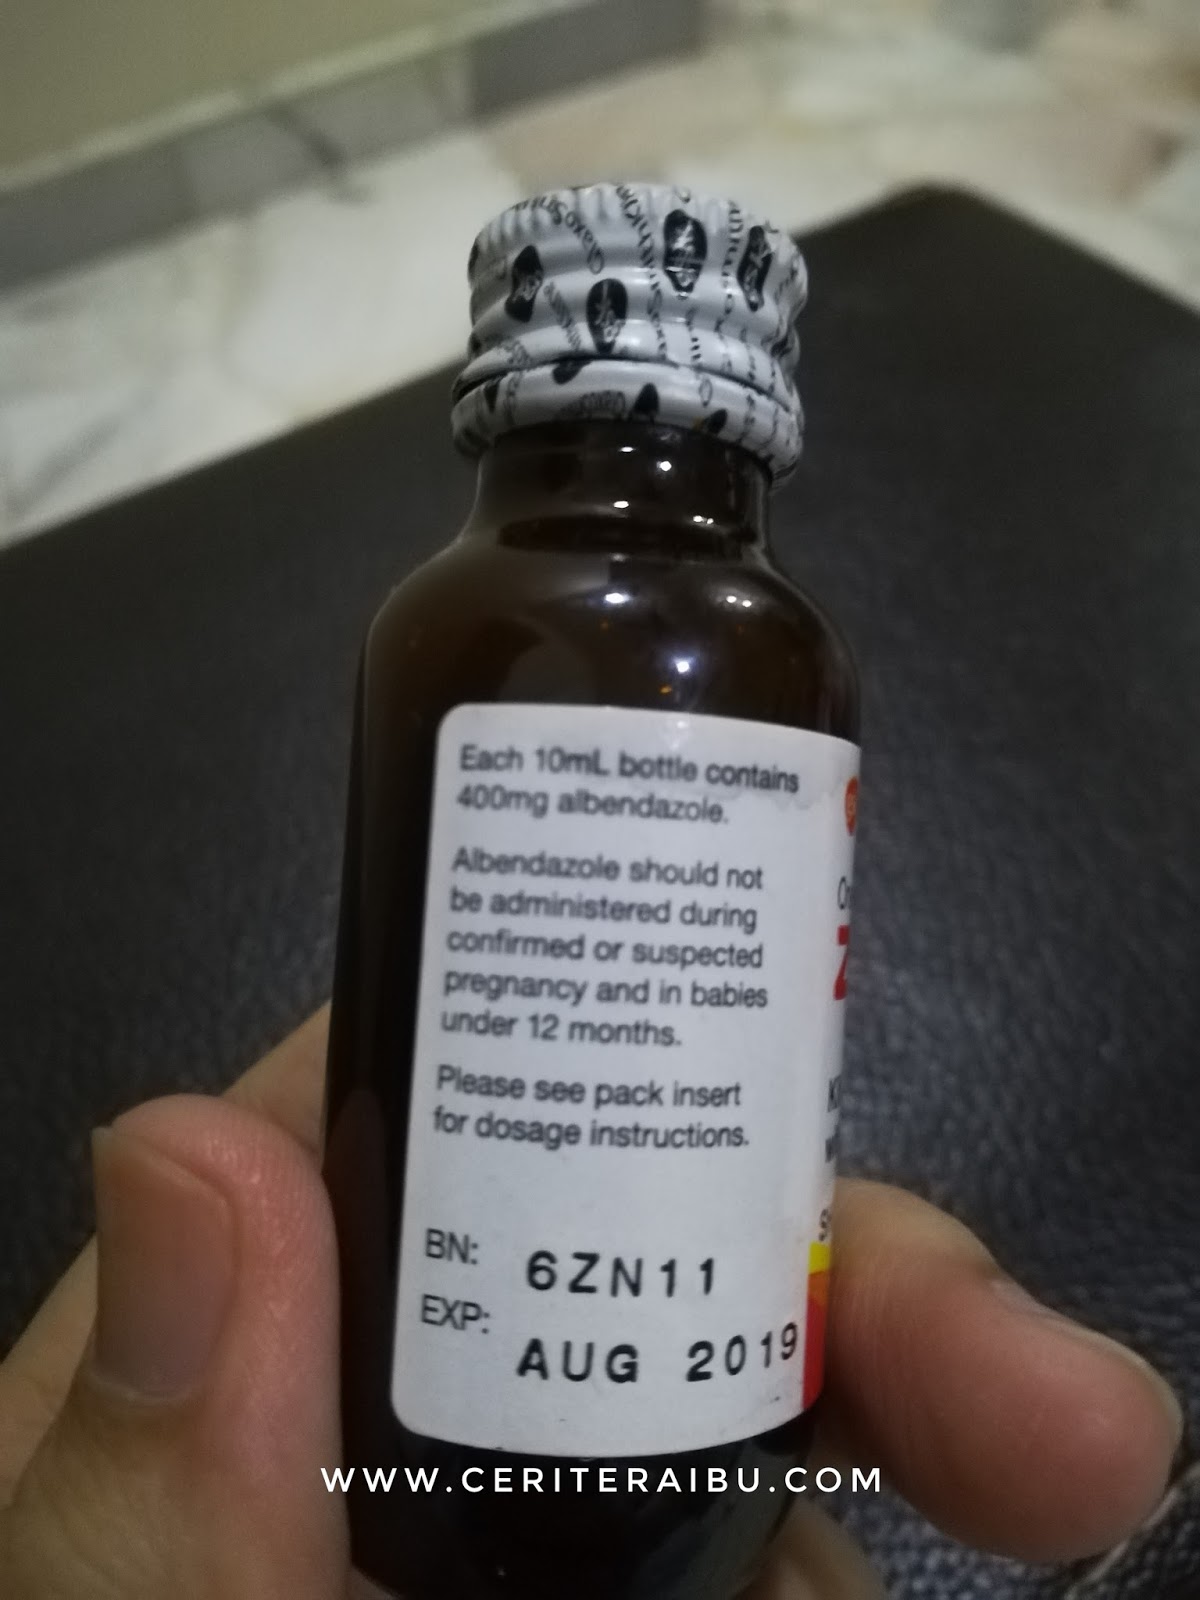 Each 10mL bottle contains
400mg albendazole.
Albendazole should not
be administered during
confirmed or suspected
pregnancy and in babies
under 12 months.
Please see pack insert
for dosage instructions.
BN: 6ZN11
EXP: AUG 2019
WWW.CERITERAIBU.COM